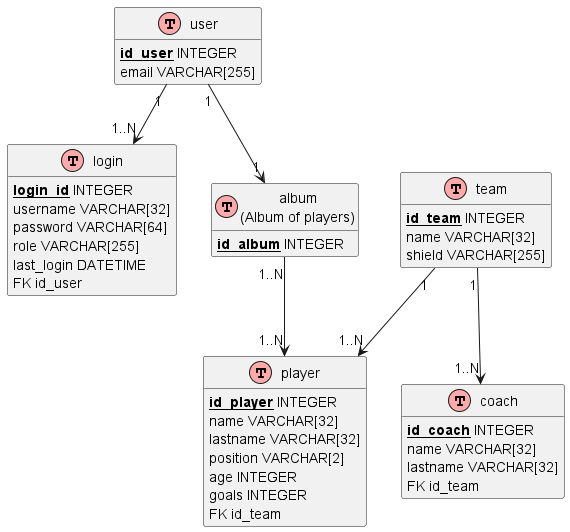 T user
id_user INTEGER
email VARCHAR[255]
1
1
1..N
1
T login
login_id INTEGER
username VARCHAR[32]
password VARCHAR[64]
role VARCHAR[255]
last_login DATETIME
FK id_user
T album
(Album of players)
id_album INTEGER
T team
id_team INTEGER
name VARCHAR[32]
shield VARCHAR[255]
1..N
1
1
1..N
1..N
1..N
T player
id_player INTEGER
name VARCHAR[32]
lastname VARCHAR[32]
position VARCHAR[2]
age INTEGER
goals INTEGER
FK id_team
T coach
id_coach INTEGER
name VARCHAR[32]
lastname VARCHAR[32]
FK id_team